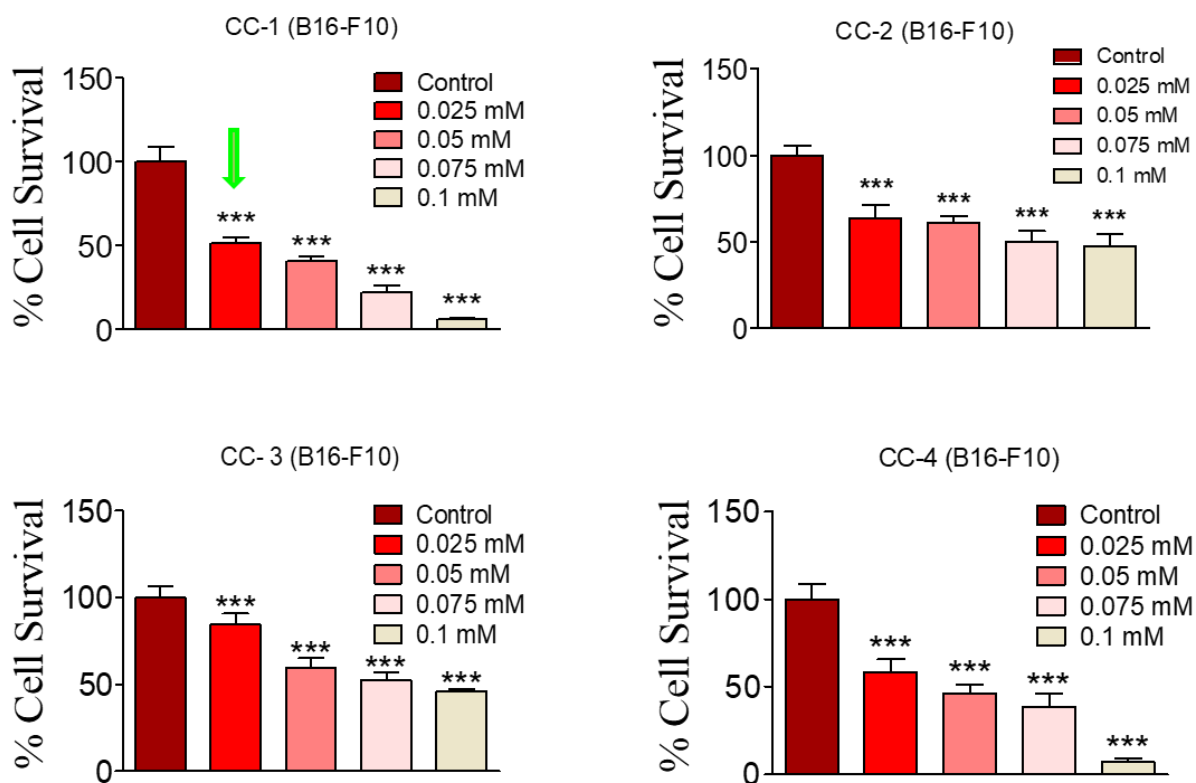 CC-1 (B16-F10)
% Cell Survival
150
100
50
0
***
***
***
***
Control
0.025 mM
0.05 mM
0.075 mM
0.1 mM
CC-2 (B16-F10)
% Cell Survival
150
100
50
0
***
***
***
***
Control
0.025 mM
0.05 mM
0.075 mM
0.1 mM
CC- 3 (B16-F10)
% Cell Survival
150
100
50
0
***
***
***
***
Control
0.025 mM
0.05 mM
0.075 mM
0.1 mM
CC-4 (B16-F10)
% Cell Survival
150
100
50
0
***
***
***
***
Control
0.025 mM
0.05 mM
0.075 mM
0.1 mM